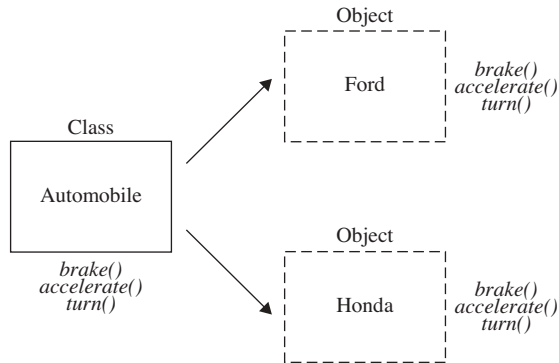 Object
Ford
brake()
accelerate()
turn()
Class
Automobile
brake()
accelerate()
turn()
Object
Honda
brake()
accelerate()
turn()